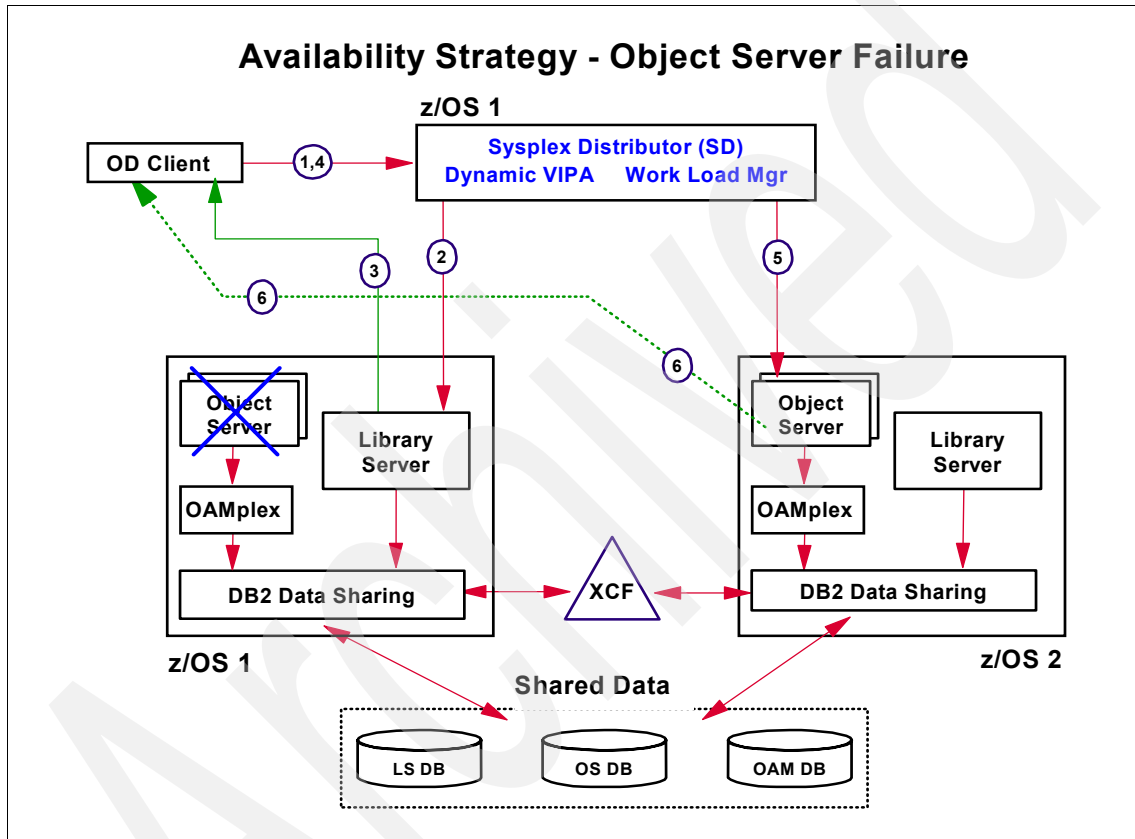 Availability Strategy - Object Server Failure
z/OS 1
OD Client
1,4
Sysplex Distributor (SD)
Dynamic VIPA Work Load Mgr
2
5
3
6
6
Object
Server
Library
Server
OAMplex
DB2 Data Sharing
z/OS 1
XCF
Object
Server
Library
Server
OAMplex
DB2 Data Sharing
z/OS 2
Shared Data
LS DB
OS DB
OAM DB
Archived